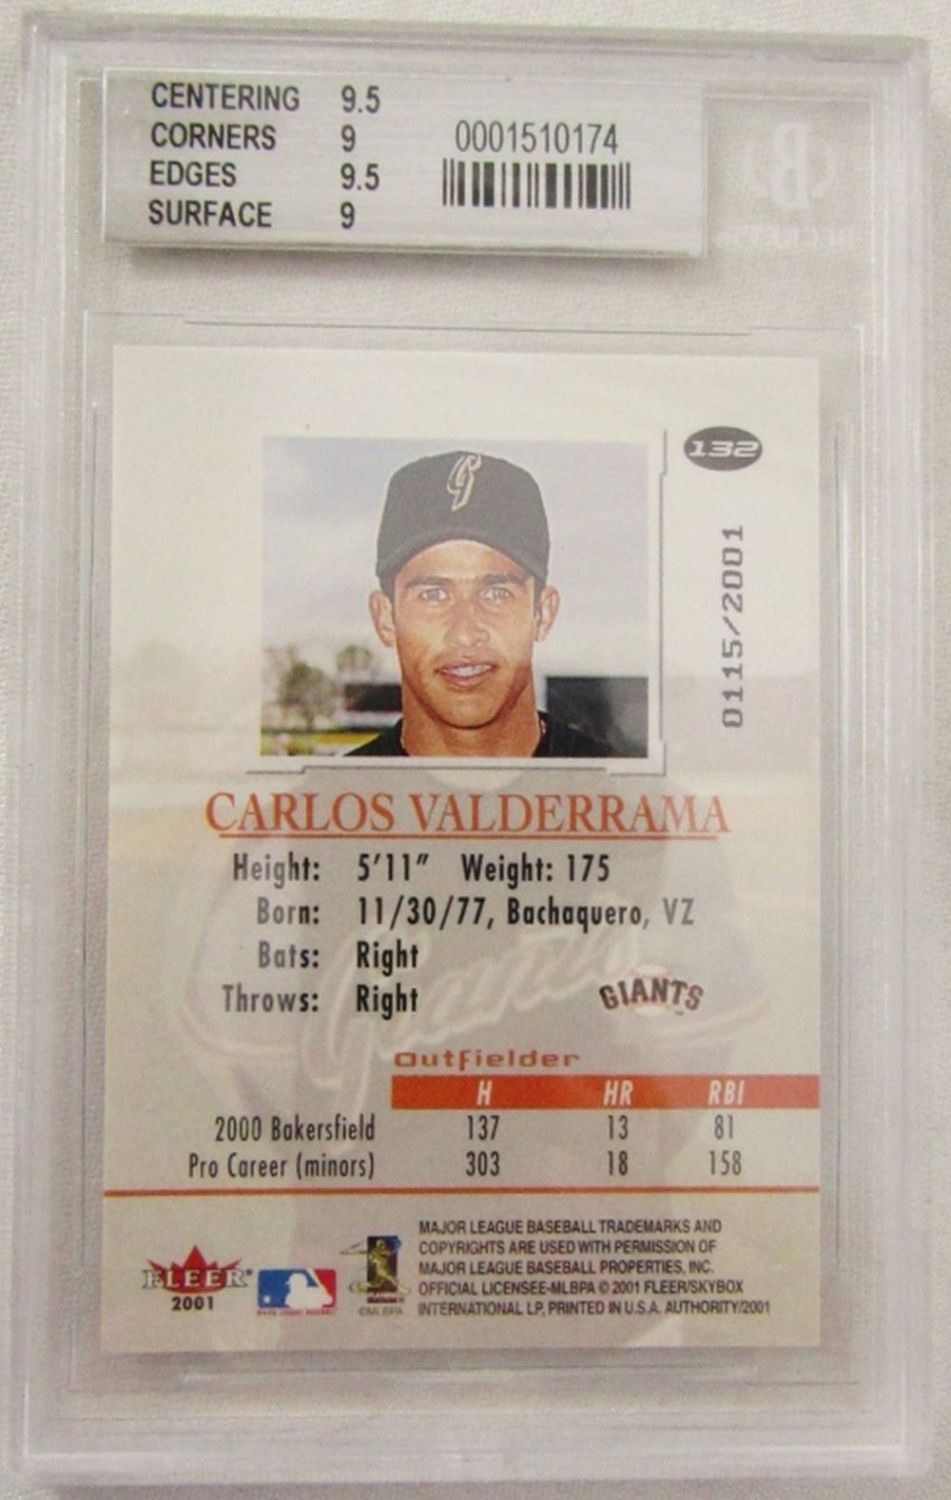 CENTERING 9.5
CORNERS 9
EDGES 9.5
SURFACE 9
0001510174
132
0115/2001
CARLOS VALDERRAMA
Height: 5'11" Weight: 175
Born: 11/30/77, Bachaquero, VZ
Bats: Right
Throws: Right
GIANTS
Giants
Outfielder
H HR RBI
2000 Bakersfield 137 13 81
Pro Career (minors) 303 18 158
FLEER
2001
©MLBPA
MAJOR LEAGUE BASEBALL TRADEMARKS AND
COPYRIGHTS ARE USED WITH PERMISSION OF
MAJOR LEAGUE BASEBALL PROPERTIES, INC.
OFFICIAL LICENSEE-MLBPA © 2001 FLEER/SKYBOX
INTERNATIONAL LP, PRINTED IN U.S.A. AUTHORITY/2001